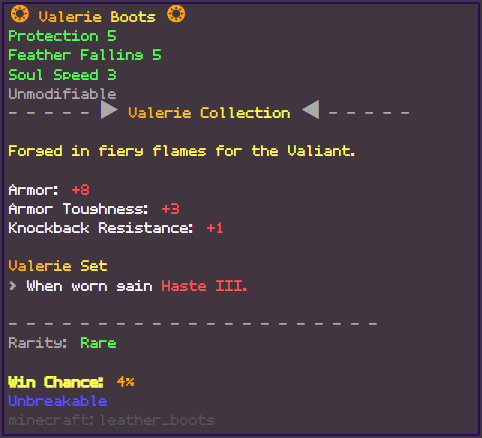 Valerie Boots
Protection 5
Feather Falling 5
Soul Speed 3
Unmodifiable
- - - - - ▶ Valerie Collection ◀ - - - - -
Forged in fiery flames for the Valiant.
Armor: +8
Armor Toughness: +3
Knockback Resistance: +1
Valerie Set
> When worn gain Haste III.
- - - - - - - - - - - - - - - - - - - - -
Rarity: Rare
Win Chance: 4%
Unbreakable
minecraft:leather_boots